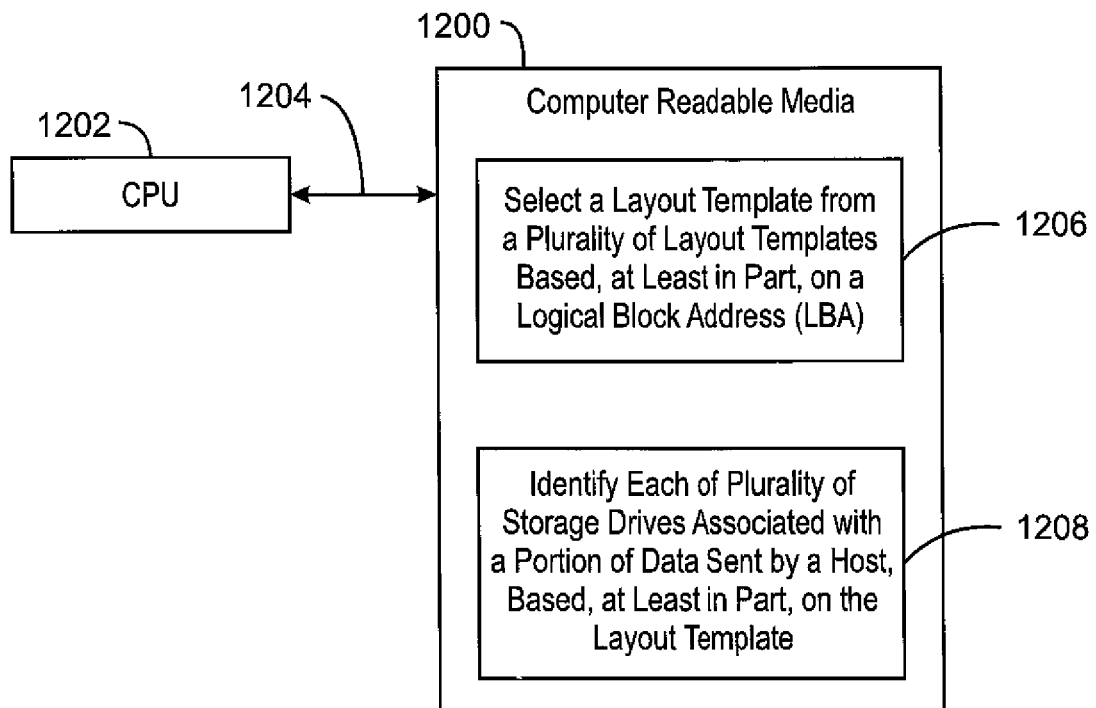 1200
1204
1202
Computer Readable Media
CPU
Select a Layout Template from
a Plurality of Layout Templates
Based, at Least in Part, on a
Logical Block Address (LBA)
1206
Identify Each of Plurality of
Storage Drives Associated with
a Portion of Data Sent by a Host,
Based, at Least in Part, on the
Layout Template
1208